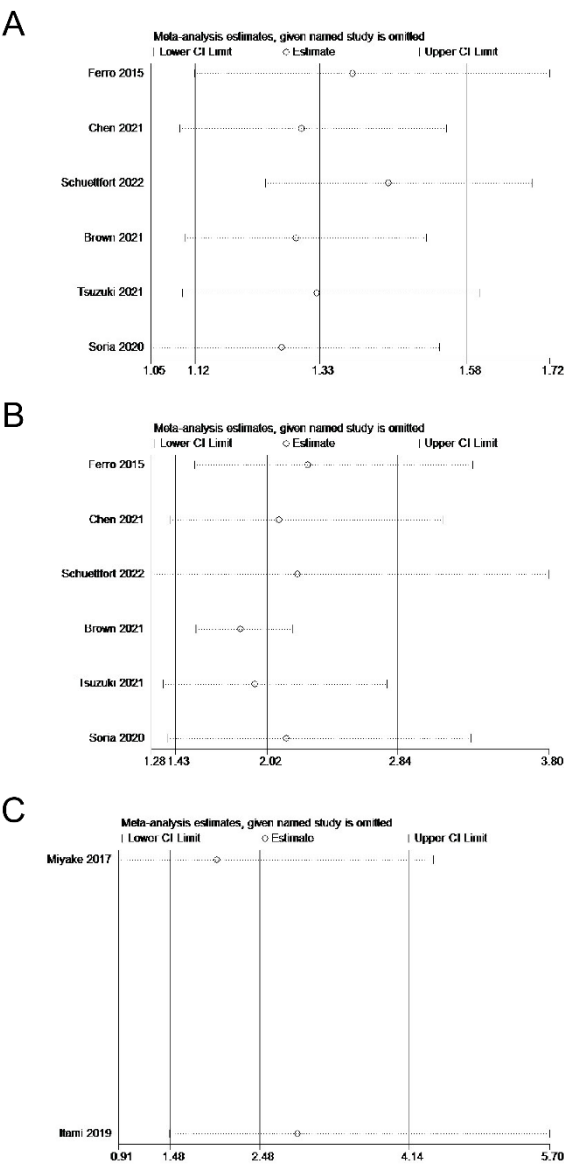 A
Meta-analysis estimates, given named study is omitted
Lower CI Limit Estimate Upper CI Limit
Ferro 2015
Chen 2021
Schuettfort 2022
Brown 2021
Tsuzuki 2021
Soria 2020
1.05 1.12 1.33 1.58 1.72
B
Meta-analysis estimates, given named study is omitted
Lower CI Limit Estimate Upper CI Limit
Ferro 2015
Chen 2021
Schuettfort 2022
Brown 2021
Tsuzuki 2021
Soria 2020
1.28 1.43 2.02 2.84 3.80
C
Meta-analysis estimates, given named study is omitted
Lower CI Limit Estimate Upper CI Limit
Miyake 2017
Itami 2019
0.91 1.48 2.48 4.14 5.70